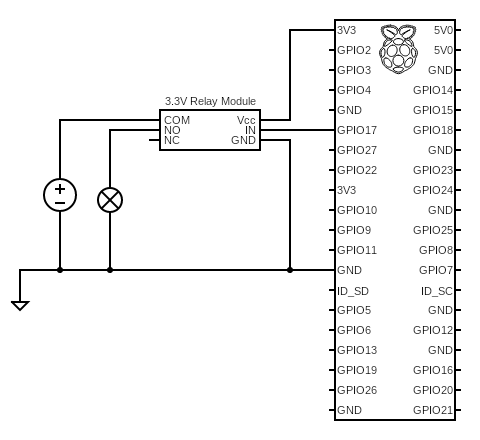 3.3V Relay Module
COM Vcc
NO IN
NC GND
+
−
3V3 5V0
GPIO2 5V0
GPIO3 GND
GPIO4 GPIO14
GND GPIO15
GPIO17 GPIO18
GPIO27 GND
GPIO22 GPIO23
3V3 GPIO24
GPIO10 GND
GPIO9 GPIO25
GPIO11 GPIO8
GND GPIO7
ID_SD ID_SC
GPIO5 GND
GPIO6 GPIO12
GPIO13 GND
GPIO19 GPIO16
GPIO26 GPIO20
GND GPIO21